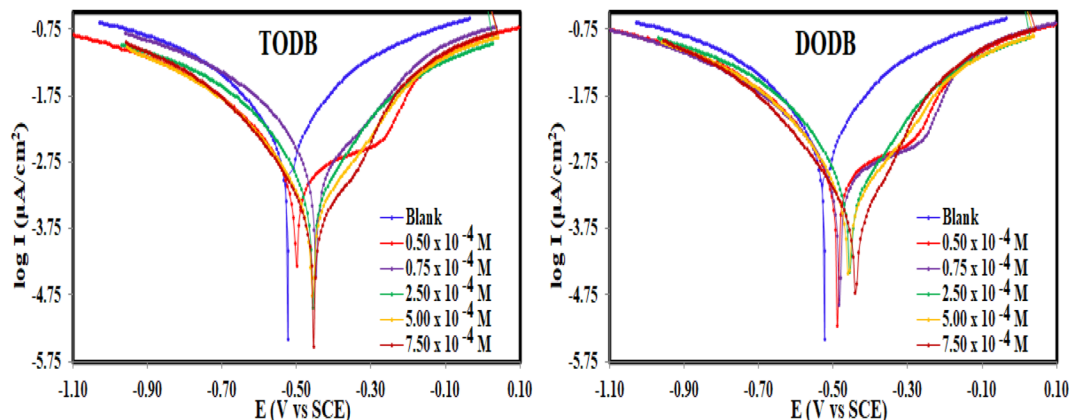 TODB
log I (µA/cm²)
-0.75
-1.75
-2.75
-3.75
-4.75
-5.75
Blank
0.50 x 10 -4 M
0.75 x 10 -4 M
2.50 x 10 -4 M
5.00 x 10 -4 M
7.50 x 10 -4 M
-1.10 -0.90 -0.70 -0.50 -0.30 -0.10 0.10
E (V vs SCE)
DODB
log I (µA/cm²)
-0.75
-1.75
-2.75
-3.75
-4.75
-5.75
Blank
0.50 x 10 -4 M
0.75 x 10 -4 M
2.50 x 10 -4 M
5.00 x 10 -4 M
7.50 x 10 -4 M
-1.10 -0.90 -0.70 -0.50 -0.30 -0.10 0.10
E (V vs SCE)